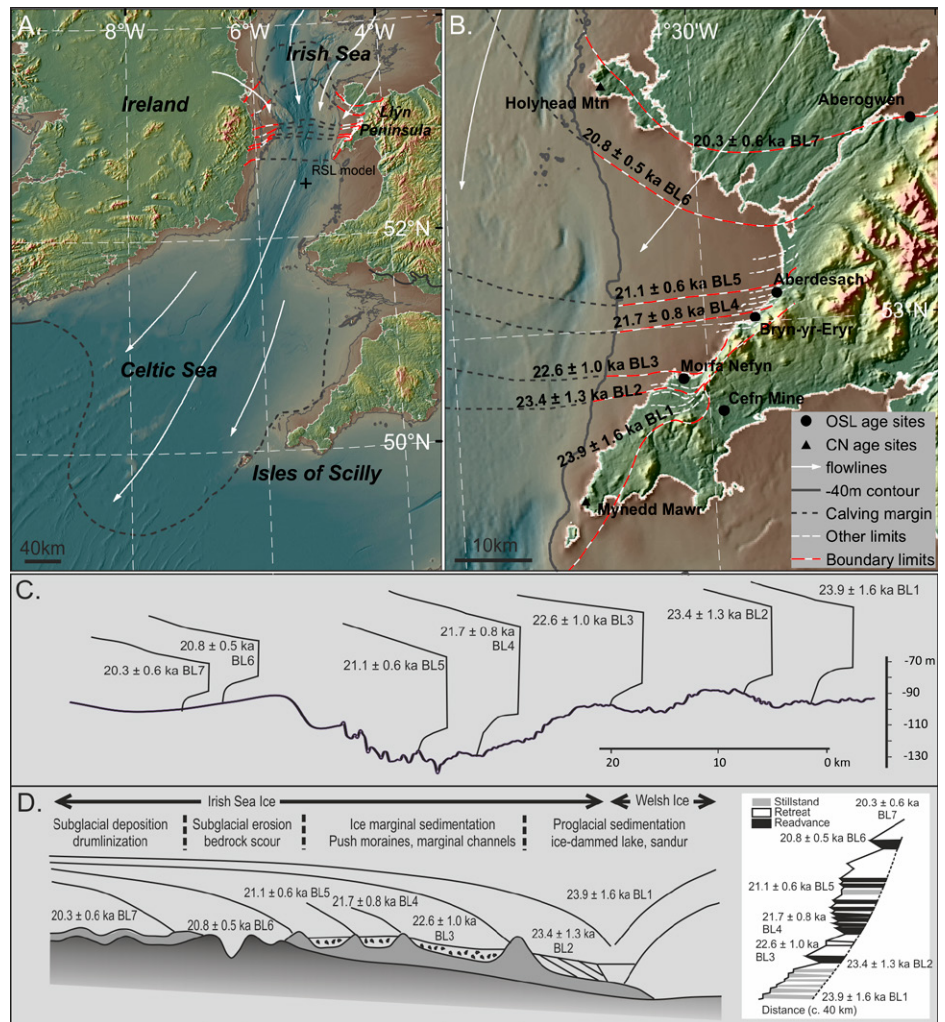 A.
8°W
6°W
4°W
Irish Sea
Ireland
Llyn
Peninsula
RSL model
52°N
Celtic Sea
50°N
Isles of Scilly
40km
B.
4°30'W
Holyhead Mtn
Aberogwen
20.3 ± 0.6 ka BL7
20.8 ± 0.5 ka BL6
21.1 ± 0.6 ka BL5
Aberdesach
21.7 ± 0.8 ka BL4
53°N
Bryn-yr-Eryr
22.6 ± 1.0 ka BL3
Morfa Nefyn
23.4 ± 1.3 ka BL2
Cefn Mine
23.9 ± 1.6 ka BL1
Mynedd Mawr
10km
OSL age sites
CN age sites
flowlines
-40m contour
Calving margin
Other limits
Boundary limits
C.
23.9 ± 1.6 ka BL1
23.4 ± 1.3 ka BL2
22.6 ± 1.0 ka BL3
21.7 ± 0.8 ka
BL4
21.1 ± 0.6 ka BL5
20.8 ± 0.5 ka
BL6
20.3 ± 0.6 ka BL7
-70 m
-90
-110
-130
20
10
0 km
D.
Irish Sea Ice
Welsh Ice
Subglacial deposition
drumlinization
Subglacial erosion
bedrock scour
Ice marginal sedimentation
Push moraines, marginal channels
Proglacial sedimentation
ice-dammed lake, sandur
20.3 ± 0.6 ka BL7
20.8 ± 0.5 ka BL6
21.1 ± 0.6 ka BL5
21.7 ± 0.8 ka BL4
22.6 ± 1.0 ka
BL3
23.4 ± 1.3 ka
BL2
23.9 ± 1.6 ka BL1
Stillstand
Retreat
Readvance
20.3 ± 0.6 ka
BL7
20.8 ± 0.5 ka
BL6
21.1 ± 0.6 ka BL5
21.7 ± 0.8 ka
BL4
22.6 ± 1.0 ka
BL3
23.4 ± 1.3 ka BL2
23.9 ± 1.6 ka BL1
Distance (c. 40 km)